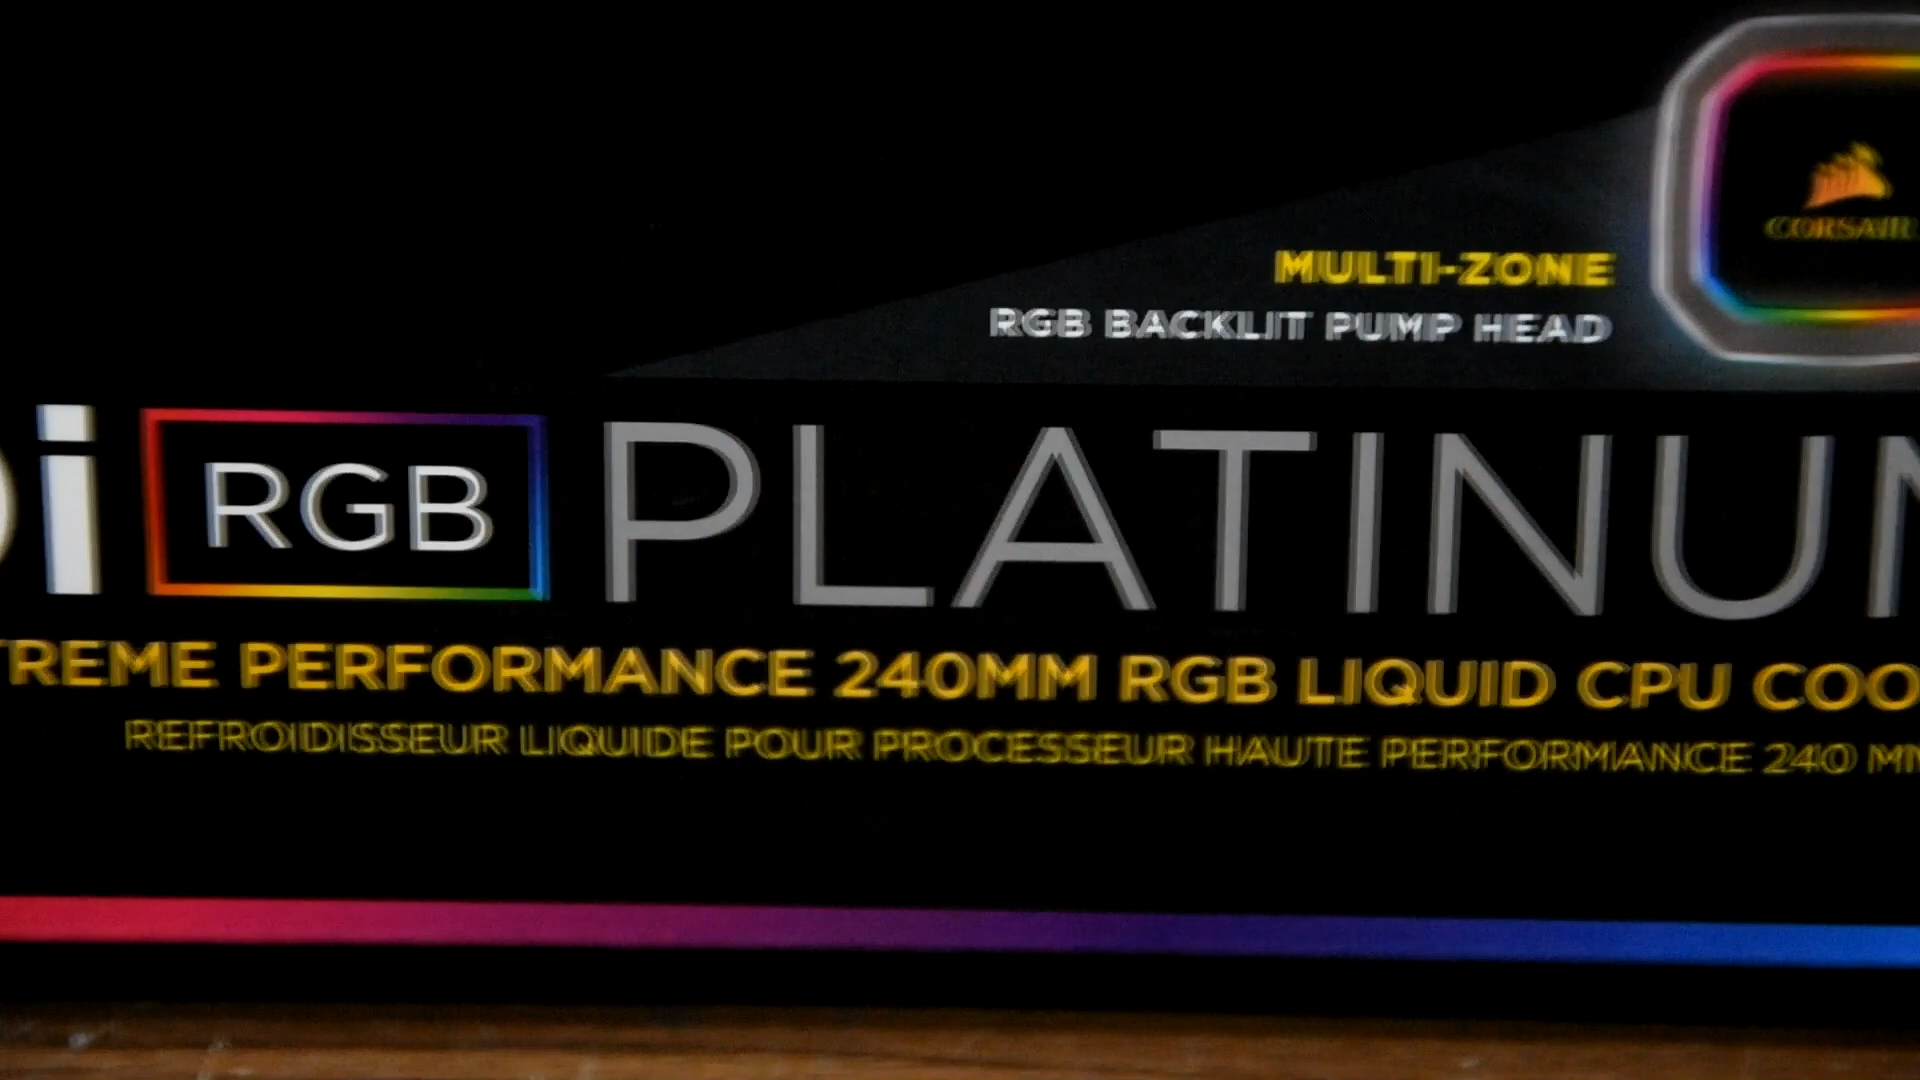 CORSAIR
MULTI-ZONE
RGB BACKLIT PUMP HEAD
i RGB PLATINUM
TREME PERFORMANCE 240MM RGB LIQUID CPU COO
REFROIDISSEUR LIQUIDE POUR PROCESSEUR HAUTE PERFORMANCE 240 MM